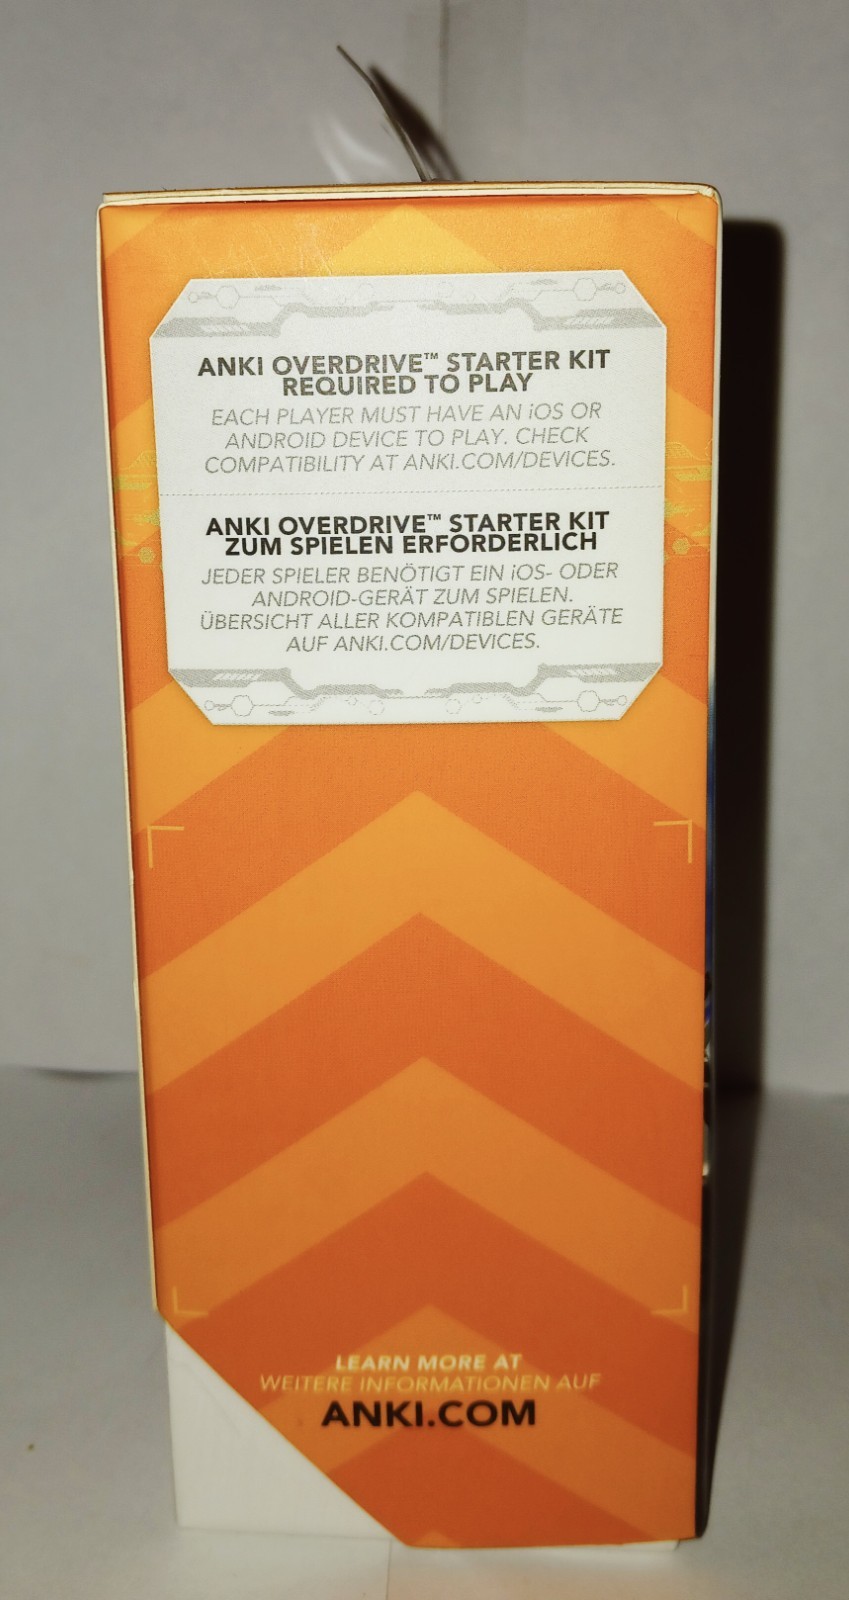 ANKI OVERDRIVE™ STARTER KIT
REQUIRED TO PLAY
EACH PLAYER MUST HAVE AN iOS OR
ANDROID DEVICE TO PLAY. CHECK
COMPATIBILITY AT ANKI.COM/DEVICES.
ANKI OVERDRIVE™ STARTER KIT
ZUM SPIELEN ERFORDERLICH
JEDER SPIELER BENÖTIGT EIN iOS- ODER
ANDROID-GERÄT ZUM SPIELEN.
ÜBERSICHT ALLER KOMPATIBLEN GERÄTE
AUF ANKI.COM/DEVICES.
LEARN MORE AT
WEITERE INFORMATIONEN AUF
ANKI.COM